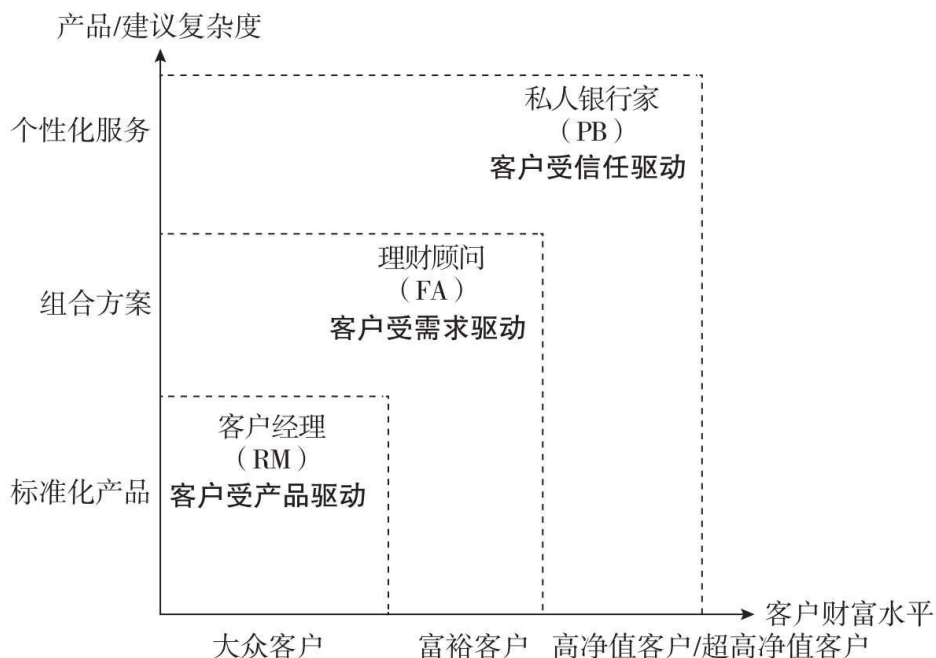 产品/建议复杂度
个性化服务
私人银行家
（PB）
客户受信任驱动
组合方案
理财顾问
（FA）
客户受需求驱动
标准化产品
客户经理
（RM）
客户受产品驱动
客户财富水平
大众客户
富裕客户
高净值客户/超高净值客户